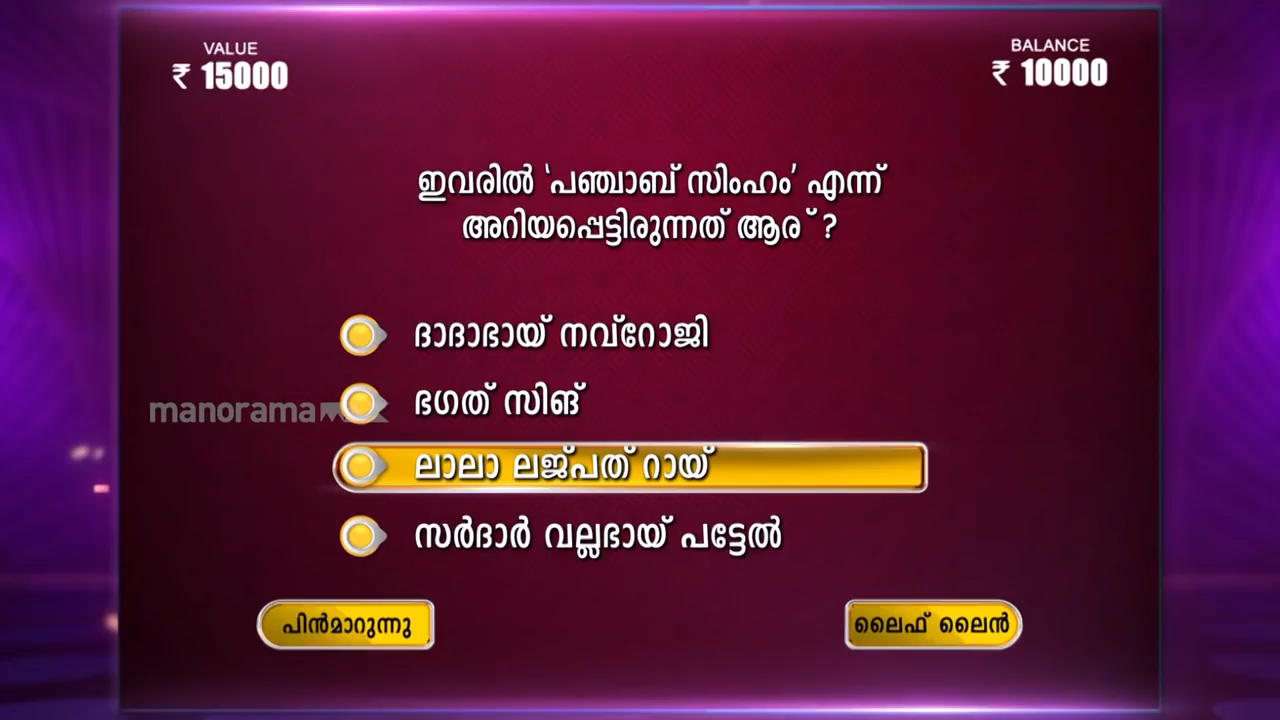 VALUE
₹ 15000
BALANCE
₹ 10000
ഇവരിൽ ‘പഞ്ചാബ് സിംഹം’ എന്ന്
അറിയപ്പെട്ടിരുന്നത് ആര് ?
ദാദാഭായ് നവ്റോജി
ഭഗത് സിങ്
manorama
ലാലാ ലജ്പത് റായ്
സർദാർ വല്ലഭായ് പട്ടേൽ
പിൻമാറുന്നു
ലൈഫ് ലൈൻ